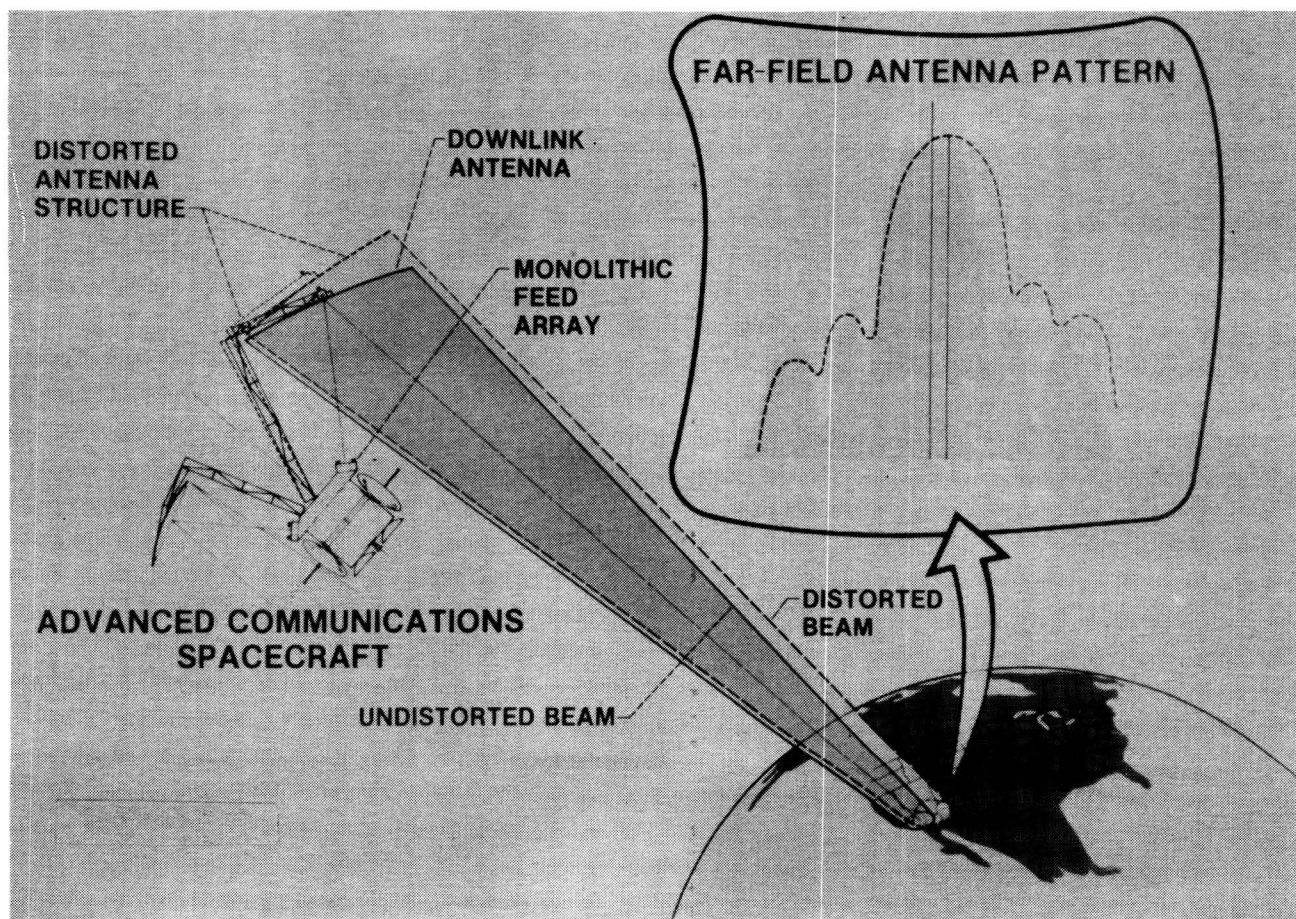 FAR-FIELD ANTENNA PATTERN
DISTORTED
ANTENNA
STRUCTURE
DOWNLINK
ANTENNA
MONOLITHIC
FEED
ARRAY
ADVANCED COMMUNICATIONS
SPACECRAFT
DISTORTED
BEAM
UNDISTORTED BEAM